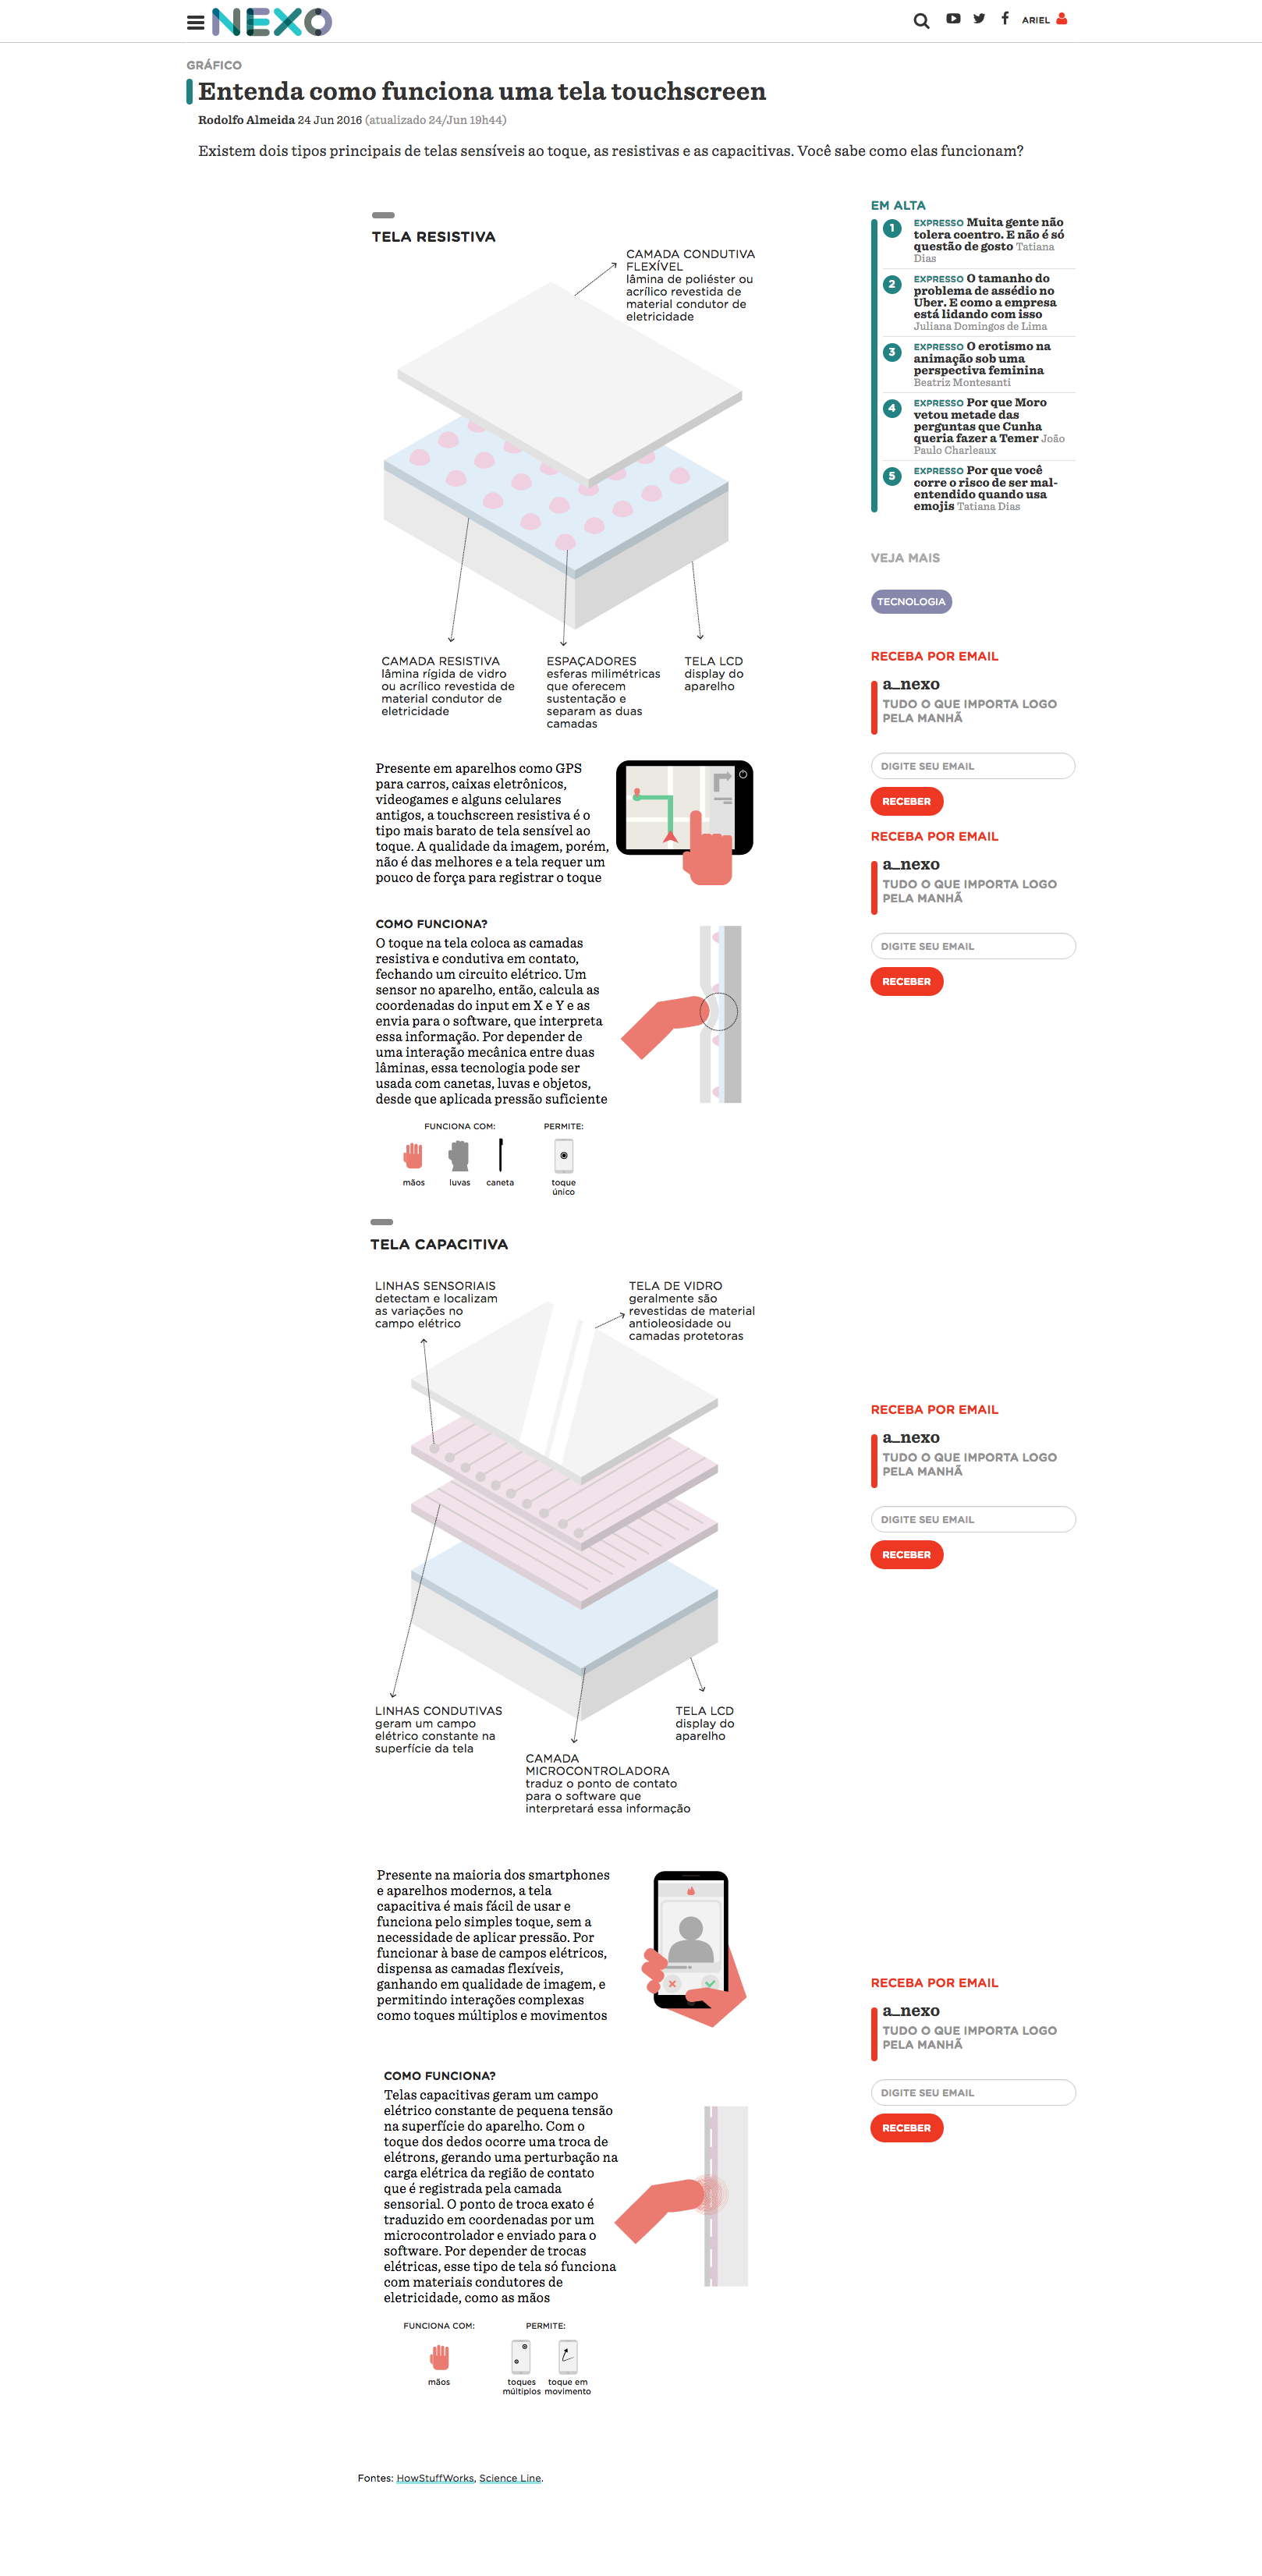 NEXO
ARIEL
GRÁFICO
Entenda como funciona uma tela touchscreen
Rodolfo Almeida 24 Jun 2016 (atualizado 24/Jun 19h44)
Existem dois tipos principais de telas sensíveis ao toque, as resistivas e as capacitivas. Você sabe como elas funcionam?
TELA RESISTIVA
CAMADA CONDUTIVA
FLEXÍVEL
lâmina de poliéster ou
acrílico revestida de
material condutor de
eletricidade
CAMADA RESISTIVA
lâmina rígida de vidro
ou acrílico revestida de
material condutor de
eletricidade
ESPAÇADORES
esferas milimétricas
que oferecem
sustentação e
separam as duas
camadas
TELA LCD
display do
aparelho
Presente em aparelhos como GPS
para carros, caixas eletrônicos,
videogames e alguns celulares
antigos, a touchscreen resistiva é o
tipo mais barato de tela sensível ao
toque. A qualidade da imagem, porém,
não é das melhores e a tela requer um
pouco de força para registrar o toque
COMO FUNCIONA?
O toque na tela coloca as camadas
resistiva e condutiva em contato,
fechando um circuito elétrico. Um
sensor no aparelho, então, calcula as
coordenadas do input em X e Y e as
envia para o software, que interpreta
essa informação. Por depender de
uma interação mecânica entre duas
lâminas, essa tecnologia pode ser
usada com canetas, luvas e objetos,
desde que aplicada pressão suficiente
FUNCIONA COM:
mãos
luvas
caneta
PERMITE:
toque
único
TELA CAPACITIVA
LINHAS SENSORIAIS
detectam e localizam
as variações no
campo elétrico
TELA DE VIDRO
geralmente são
revestidas de material
antioleosidade ou
camadas protetoras
LINHAS CONDUTIVAS
geram um campo
elétrico constante na
superfície da tela
CAMADA
MICROCONTROLADORA
traduz o ponto de contato
para o software que
interpretará essa informação
TELA LCD
display do
aparelho
Presente na maioria dos smartphones
e aparelhos modernos, a tela
capacitiva é mais fácil de usar e
funciona pelo simples toque, sem a
necessidade de aplicar pressão. Por
funcionar à base de campos elétricos,
dispensa as camadas flexíveis,
ganhando em qualidade de imagem, e
permitindo interações complexas
como toques múltiplos e movimentos
COMO FUNCIONA?
Telas capacitivas geram um campo
elétrico constante de pequena tensão
na superfície do aparelho. Com o
toque dos dedos ocorre uma troca de
elétrons, gerando uma perturbação na
carga elétrica da região de contato
que é registrada pela camada
sensorial. O ponto de troca exato é
traduzido em coordenadas por um
microcontrolador e enviado para o
software. Por depender de trocas
elétricas, esse tipo de tela só funciona
com materiais condutores de
eletricidade, como as mãos
FUNCIONA COM:
mãos
PERMITE:
toques
múltiplos
toque em
movimento
Fontes: HowStuffWorks, Science Line.
EM ALTA
1
EXPRESSO Muita gente não
tolera coentro. E não é só
questão de gosto Tatiana
Dias
2
EXPRESSO O tamanho do
problema de assédio no
Uber. E como a empresa
está lidando com isso
Juliana Domingos de Lima
3
EXPRESSO O erotismo na
animação sob uma
perspectiva feminina
Beatriz Montesanti
4
EXPRESSO Por que Moro
vetou metade das
perguntas que Cunha
queria fazer a Temer João
Paulo Charleaux
5
EXPRESSO Por que você
corre o risco de ser mal-
entendido quando usa
emojis Tatiana Dias
VEJA MAIS
TECNOLOGIA
RECEBA POR EMAIL
a_nexo
TUDO O QUE IMPORTA LOGO
PELA MANHÃ
DIGITE SEU EMAIL
RECEBER
RECEBA POR EMAIL
a_nexo
TUDO O QUE IMPORTA LOGO
PELA MANHÃ
DIGITE SEU EMAIL
RECEBER
RECEBA POR EMAIL
a_nexo
TUDO O QUE IMPORTA LOGO
PELA MANHÃ
DIGITE SEU EMAIL
RECEBER
RECEBA POR EMAIL
a_nexo
TUDO O QUE IMPORTA LOGO
PELA MANHÃ
DIGITE SEU EMAIL
RECEBER